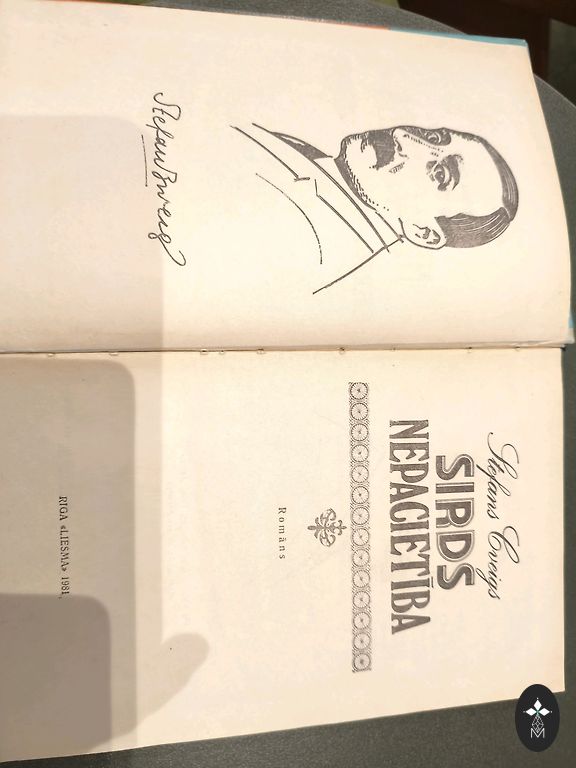 Stefan Zweig
Stefans Cveigs
SIRDS
NEPACIETĪBA
Romāns
RĪGA «LIESMA» 1981
M